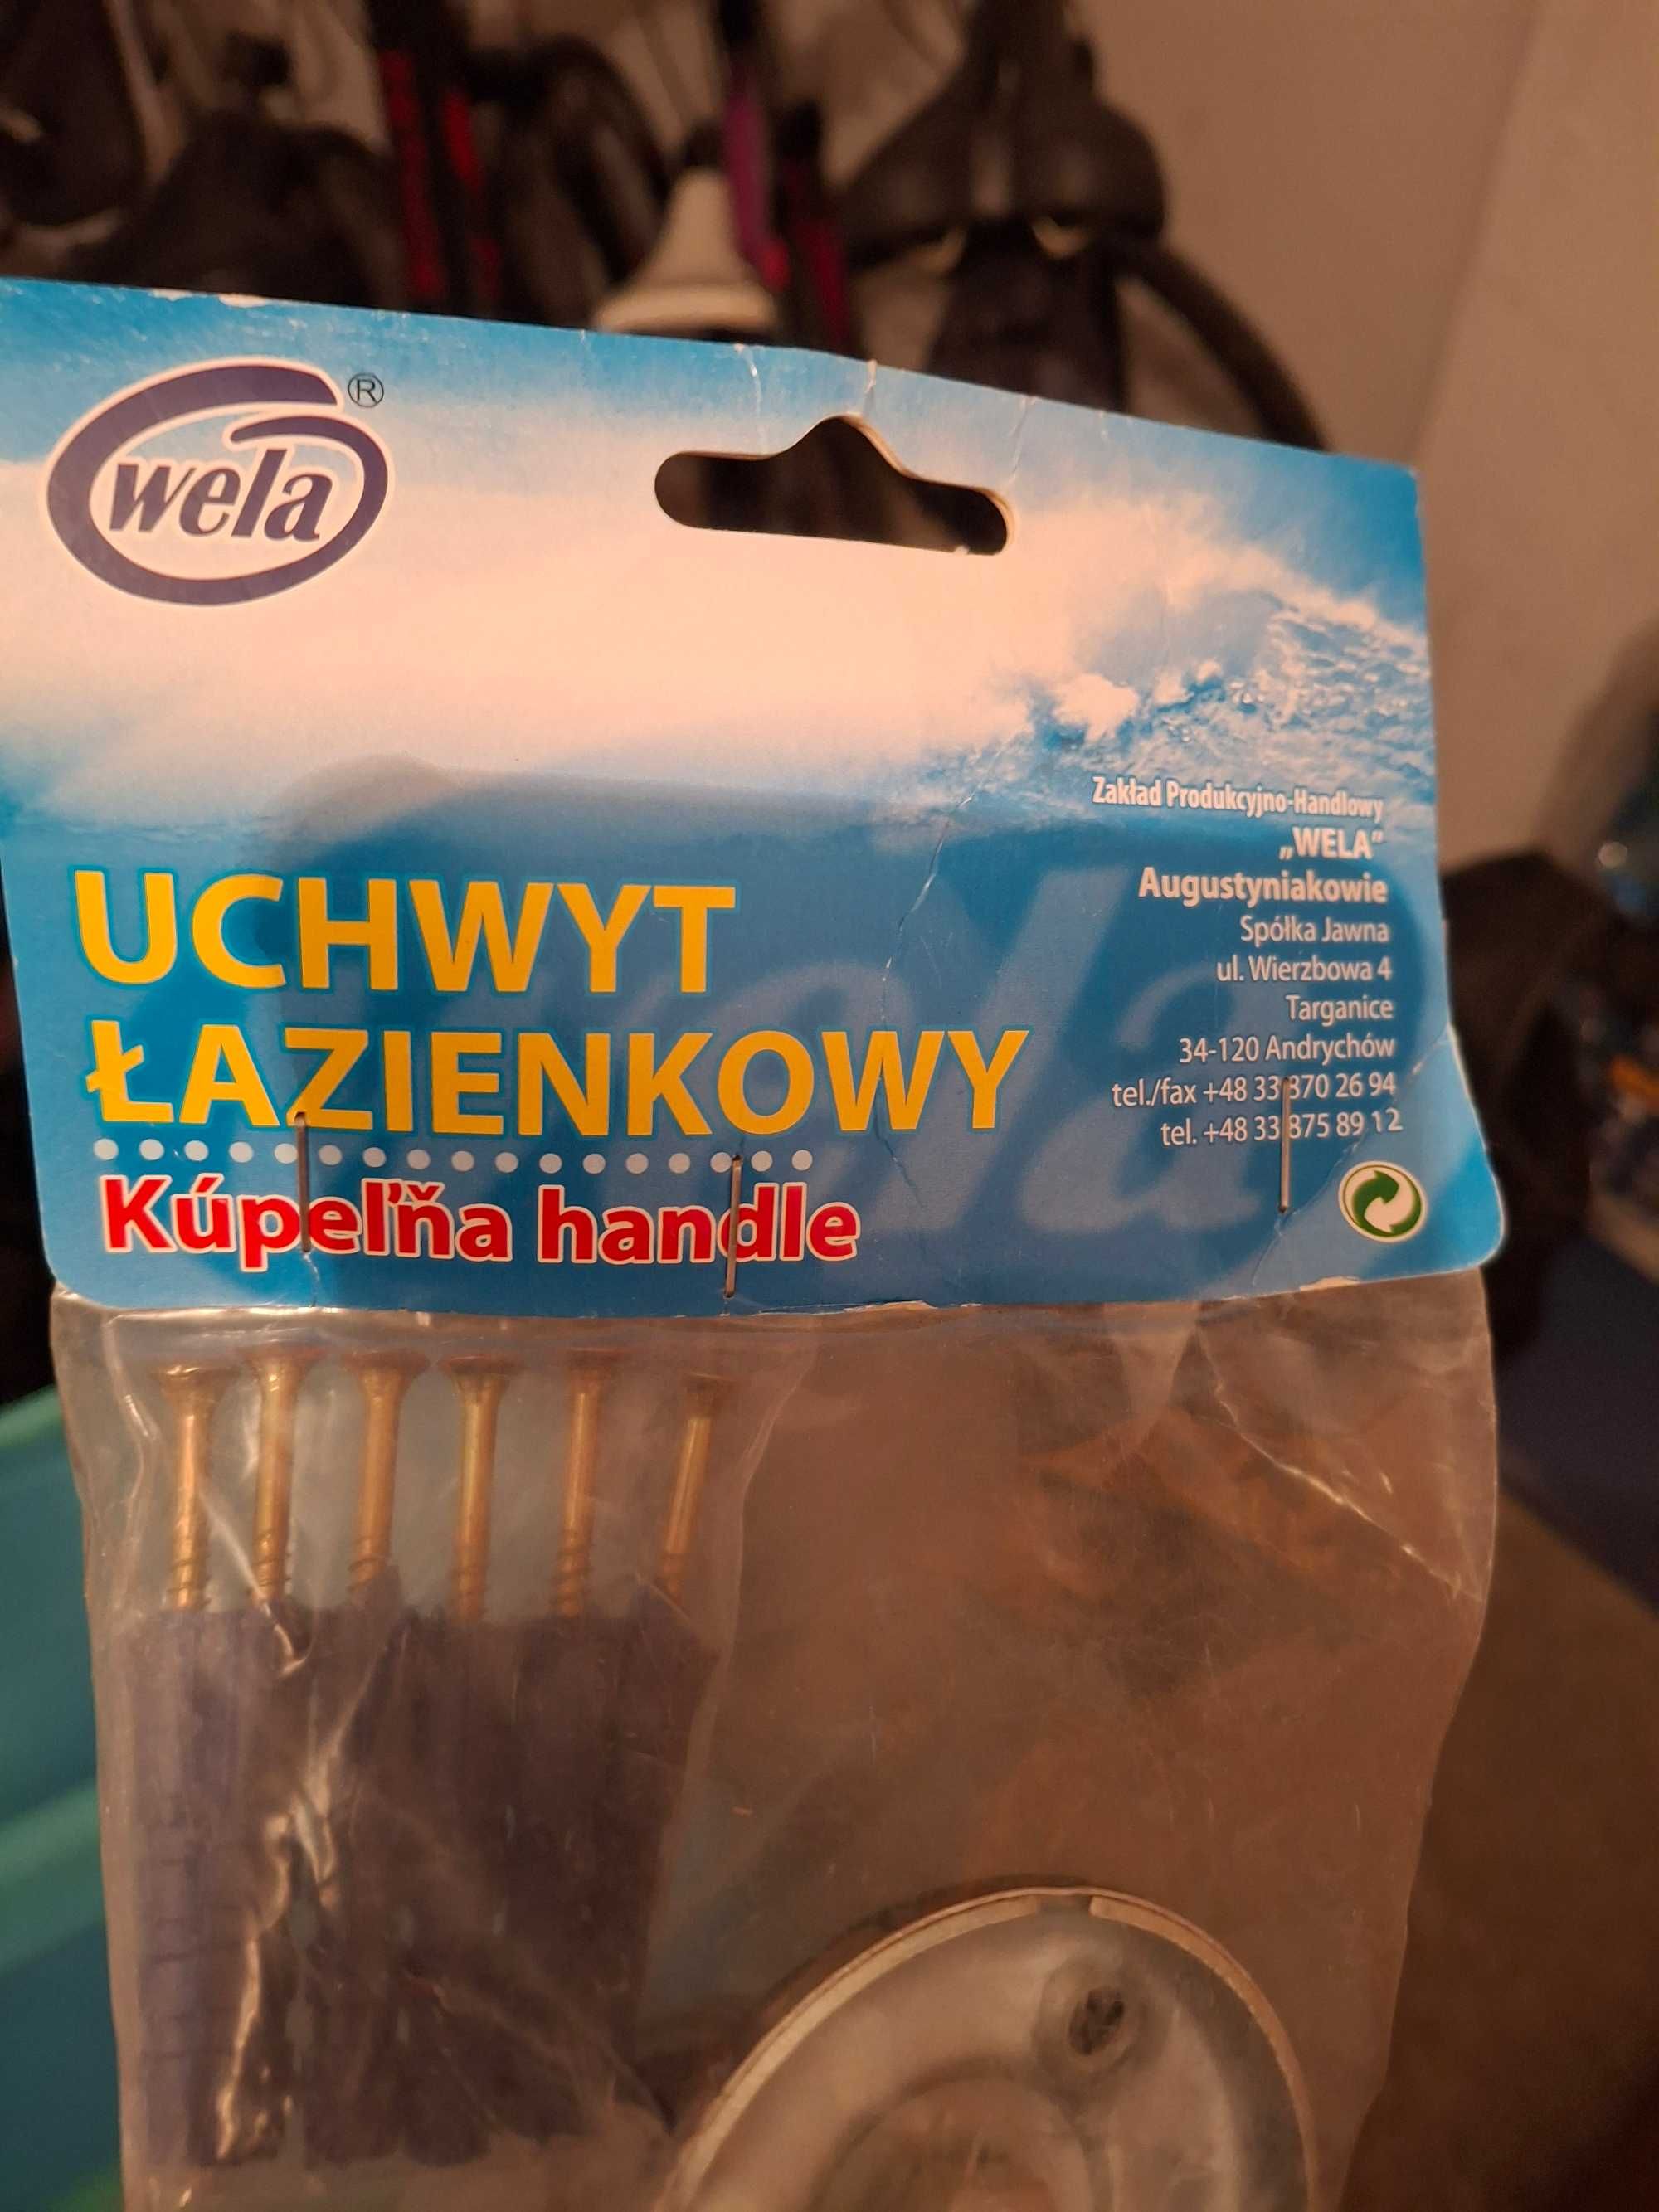 wela ®
UCHWYT
ŁAZIENKOWY
Kúpeľňa handle
Zakład Produkcyjno-Handlowy
„WELA”
Augustyniakowie
Spółka Jawna
ul. Wierzbowa 4
Targanice
34-120 Andrychów
tel./fax +48 33 870 26 94
tel. +48 33 875 89 12